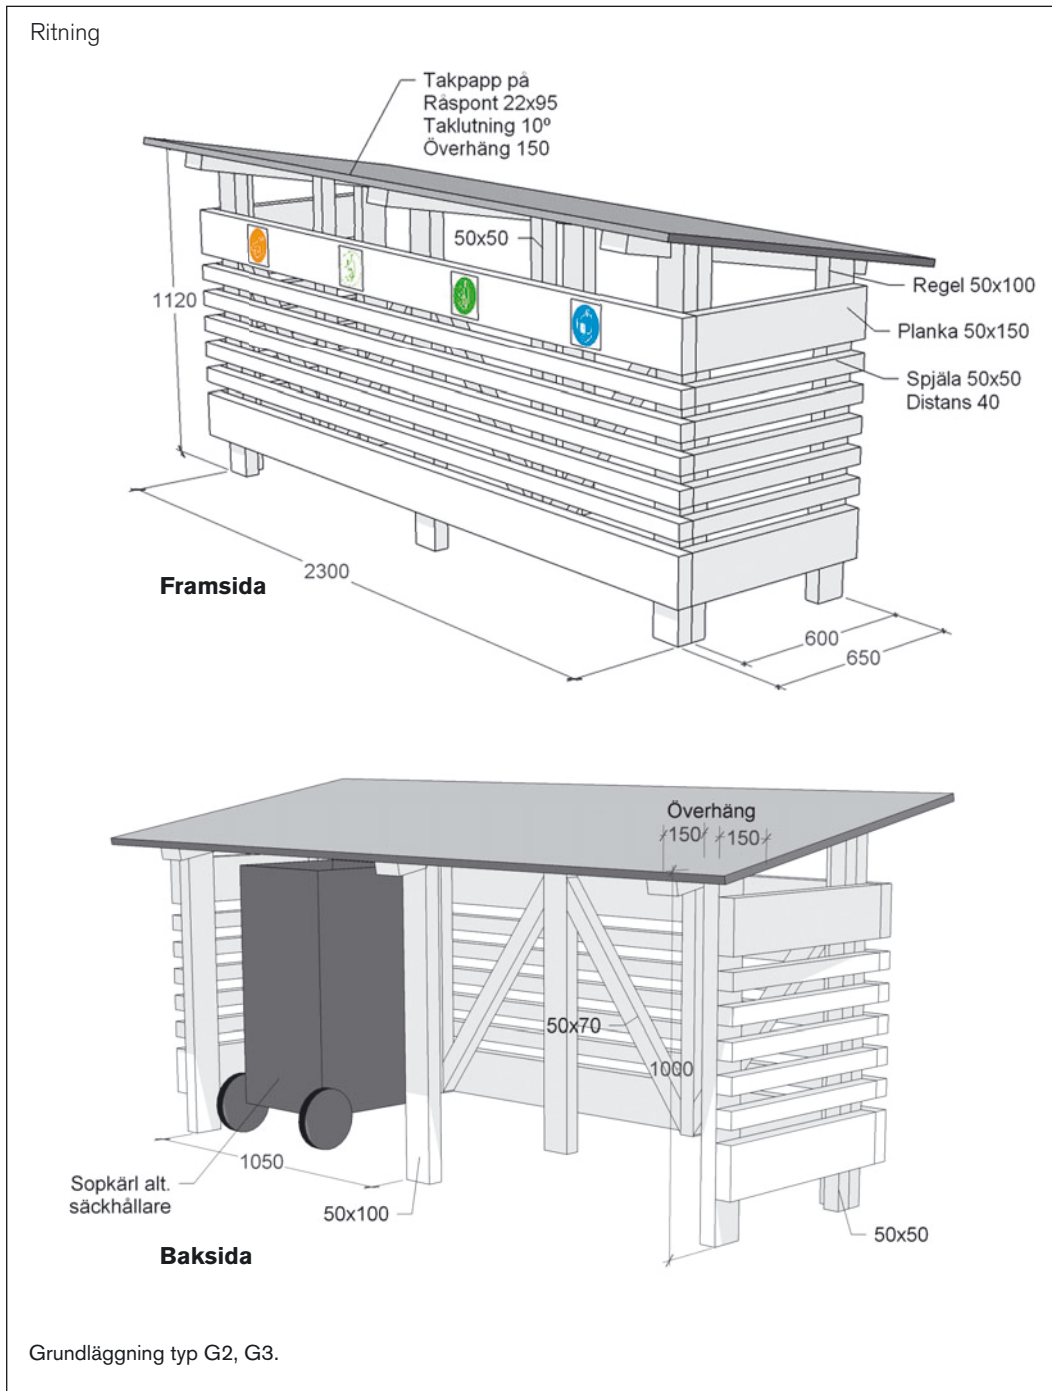 Ritning
Takpapp på
Råspont 22x95
Taklutning 10º
Överhäng 150
50x50
Regel 50x100
1120
Planka 50x150
Spjäla 50x50
Distans 40
2300
Framsida
600
650
Överhäng
150
150
50x70
1000
1050
Sopkärl alt.
säckhållare
50x100
50x50
Baksida
Grundläggning typ G2, G3.